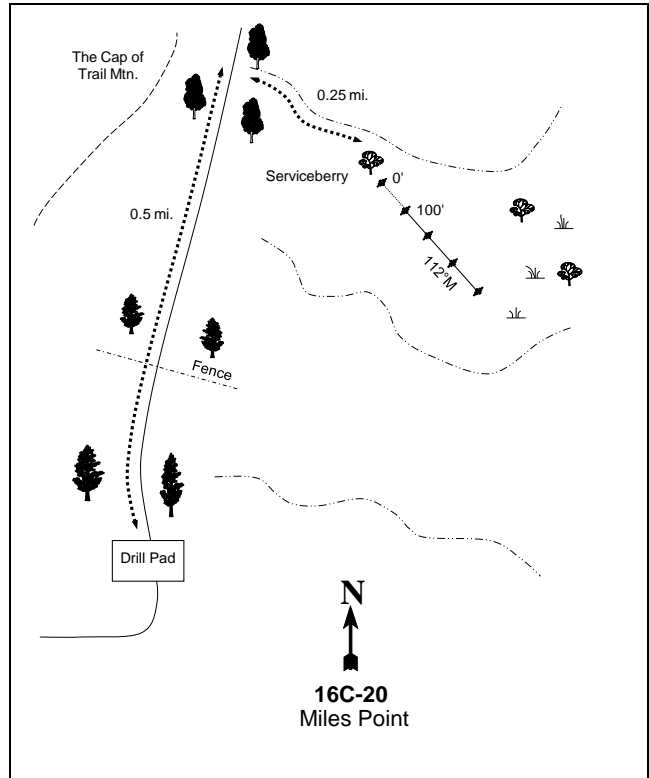 The Cap of
Trail Mtn.
0.25 mi.
Serviceberry
0'
100'
0.5 mi.
112°M
Fence
Drill Pad
N
16C-20
Miles Point